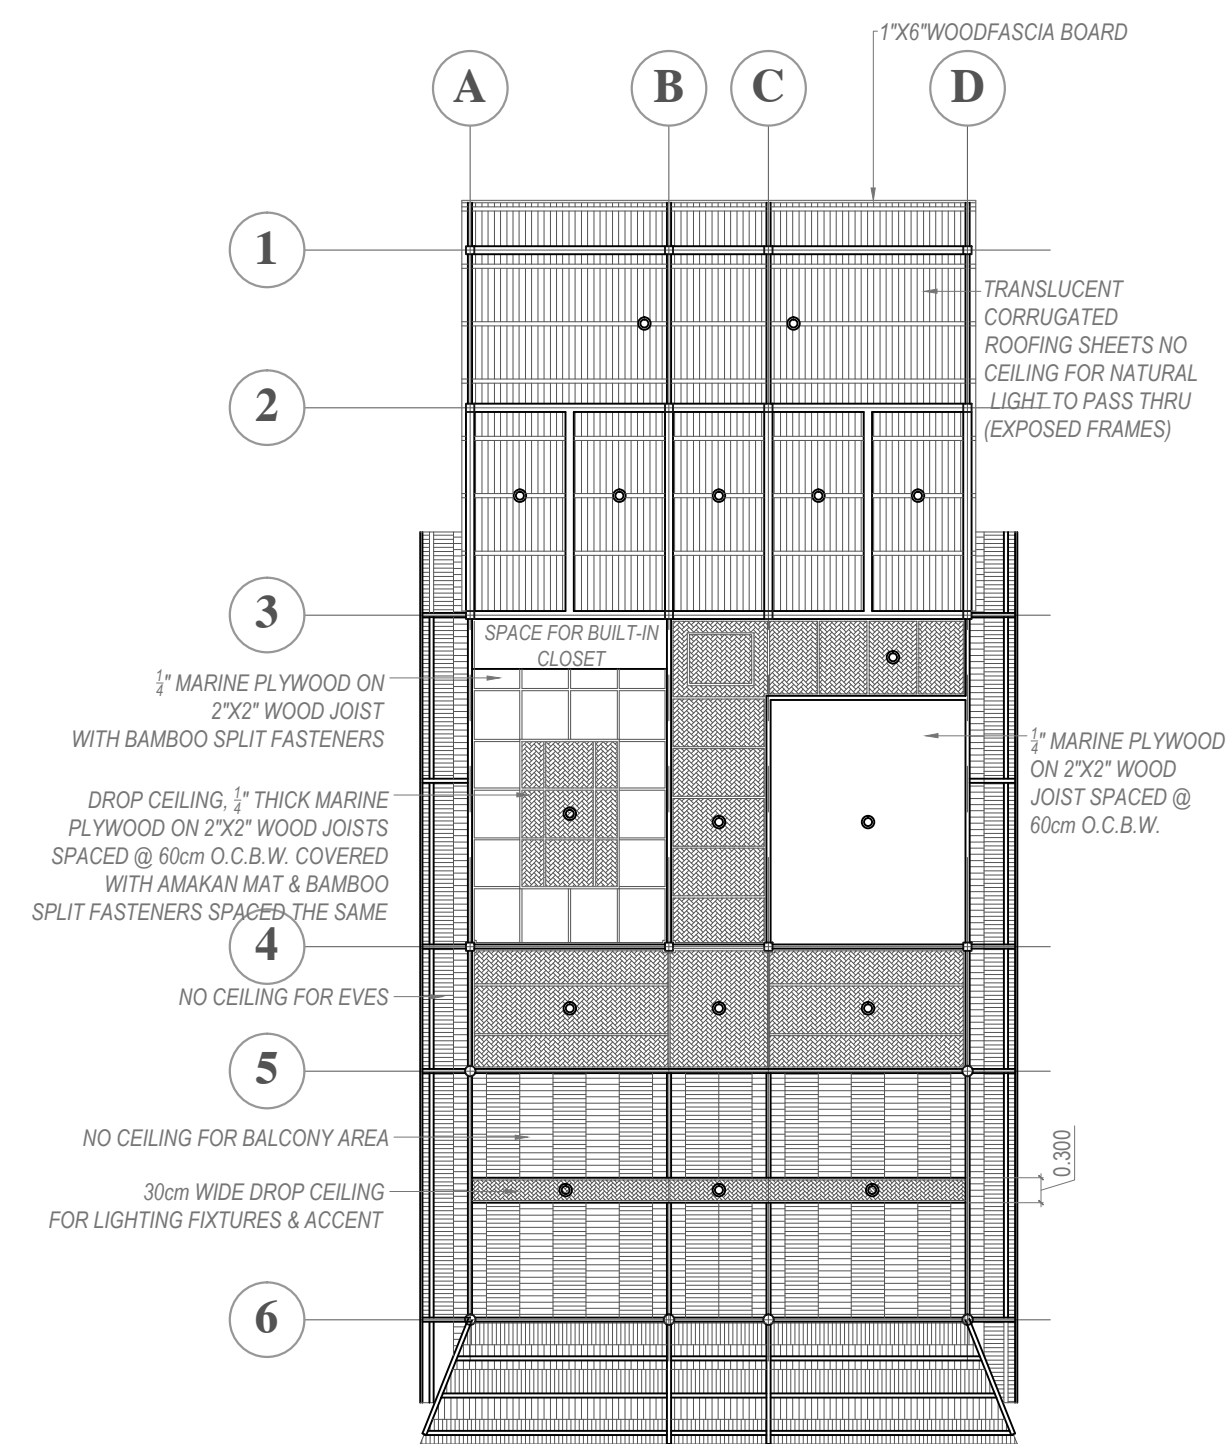 1"X6"WOODFASCIA BOARD
A
B
C
D
1
TRANSLUCENT
CORRUGATED
ROOFING SHEETS NO
CEILING FOR NATURAL
LIGHT TO PASS THRU
(EXPOSED FRAMES)
2
3
SPACE FOR BUILT-IN
CLOSET
1/4" MARINE PLYWOOD ON
2"X2" WOOD JOIST
WITH BAMBOO SPLIT FASTENERS
1/4" MARINE PLYWOOD
ON 2"X2" WOOD
JOIST SPACED @
60cm O.C.B.W.
DROP CEILING, 1/4" THICK MARINE
PLYWOOD ON 2"X2" WOOD JOISTS
SPACED @ 60cm O.C.B.W. COVERED
WITH AMAKAN MAT & BAMBOO
SPLIT FASTENERS SPACED THE SAME
4
NO CEILING FOR EVES
5
NO CEILING FOR BALCONY AREA
0.300
30cm WIDE DROP CEILING
FOR LIGHTING FIXTURES & ACCENT
6